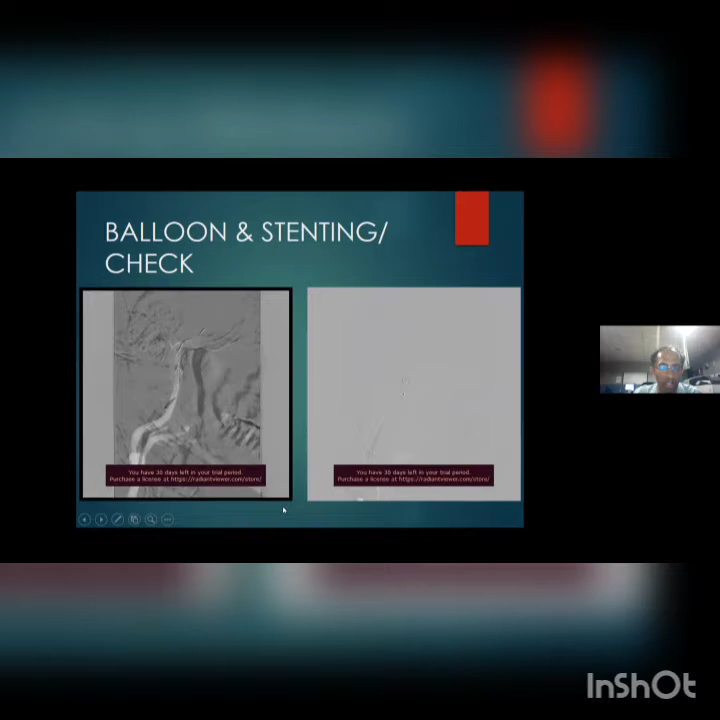 BALLOON & STENTING/
CHECK
You have 30 days left in your trial period.
Purchase a license at https://radiantviewer.com/store/
You have 30 days left in your trial period.
Purchase a license at https://radiantviewer.com/store/
InShOt